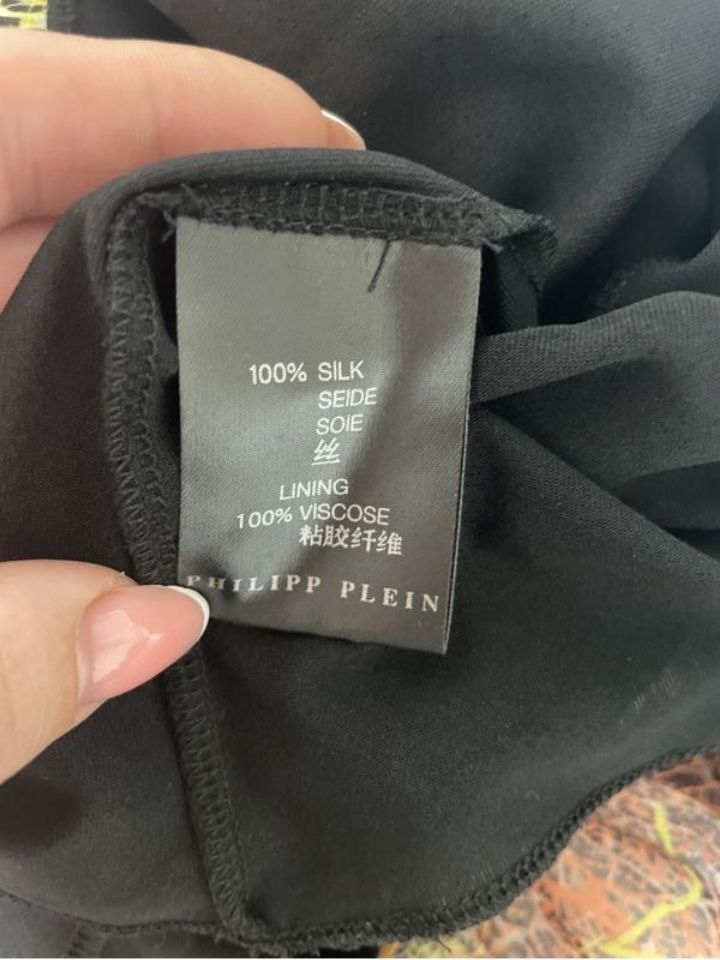 100% SILK
SEIDE
SOIE
丝
LINING
100% VISCOSE
粘胶纤维
PHILIPP PLEIN